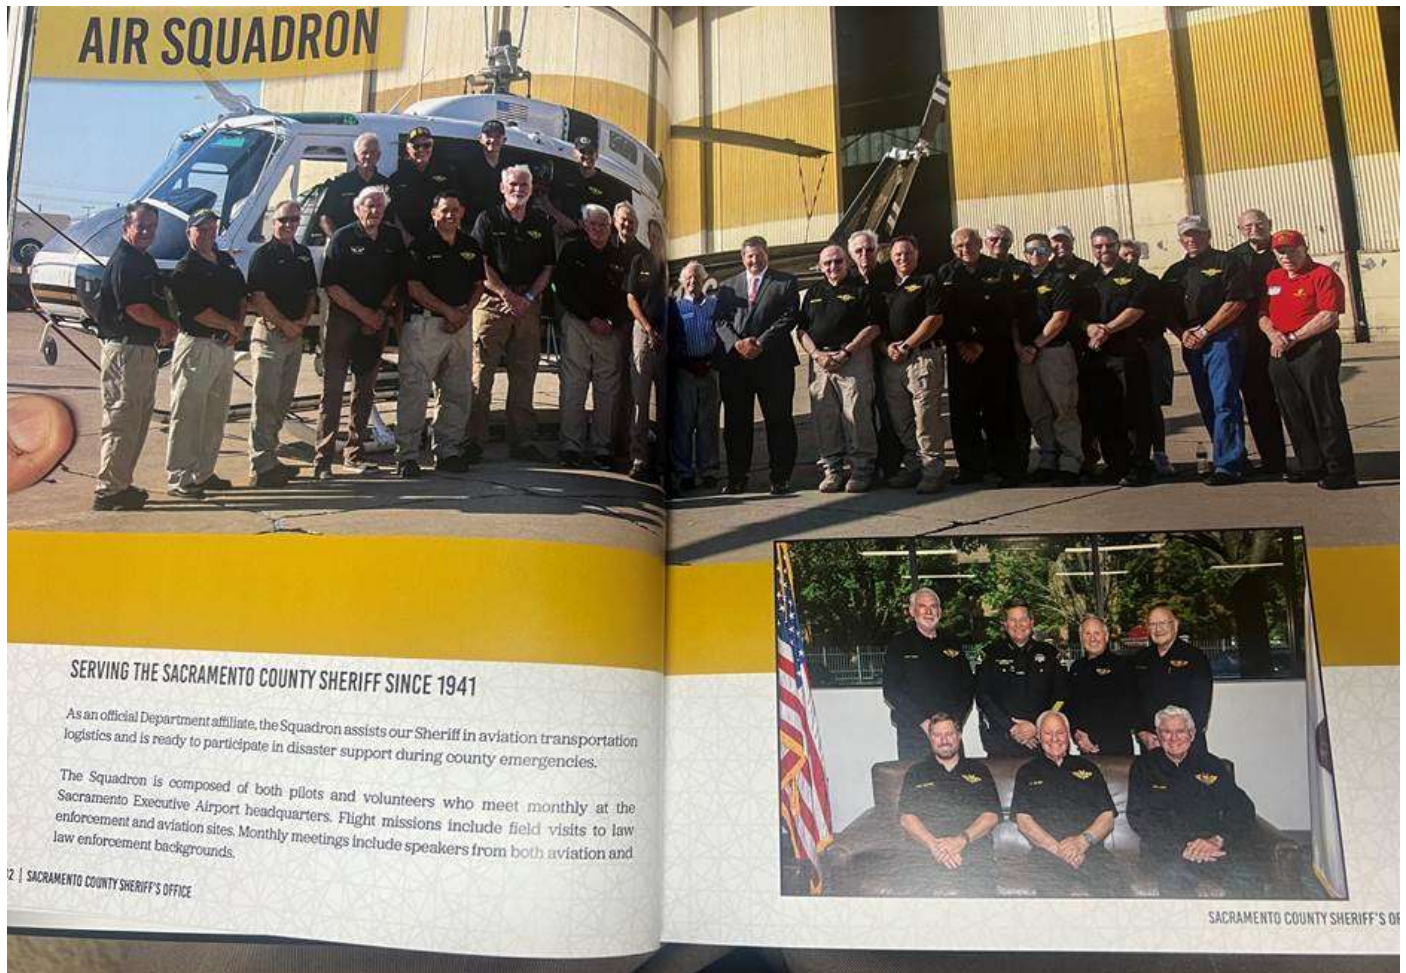 AIR SQUADRON
SERVING THE SACRAMENTO COUNTY SHERIFF SINCE 1941
As an official Department affiliate, the Squadron assists our Sheriff in aviation transportation
logistics and is ready to participate in disaster support during county emergencies.
The Squadron is composed of both pilots and volunteers who meet monthly at the
Sacramento Executive Airport headquarters. Flight missions include field visits to law
enforcement and aviation sites. Monthly meetings include speakers from both aviation and
law enforcement backgrounds.
2 | SACRAMENTO COUNTY SHERIFF'S OFFICE
SACRAMENTO COUNTY SHERIFF'S